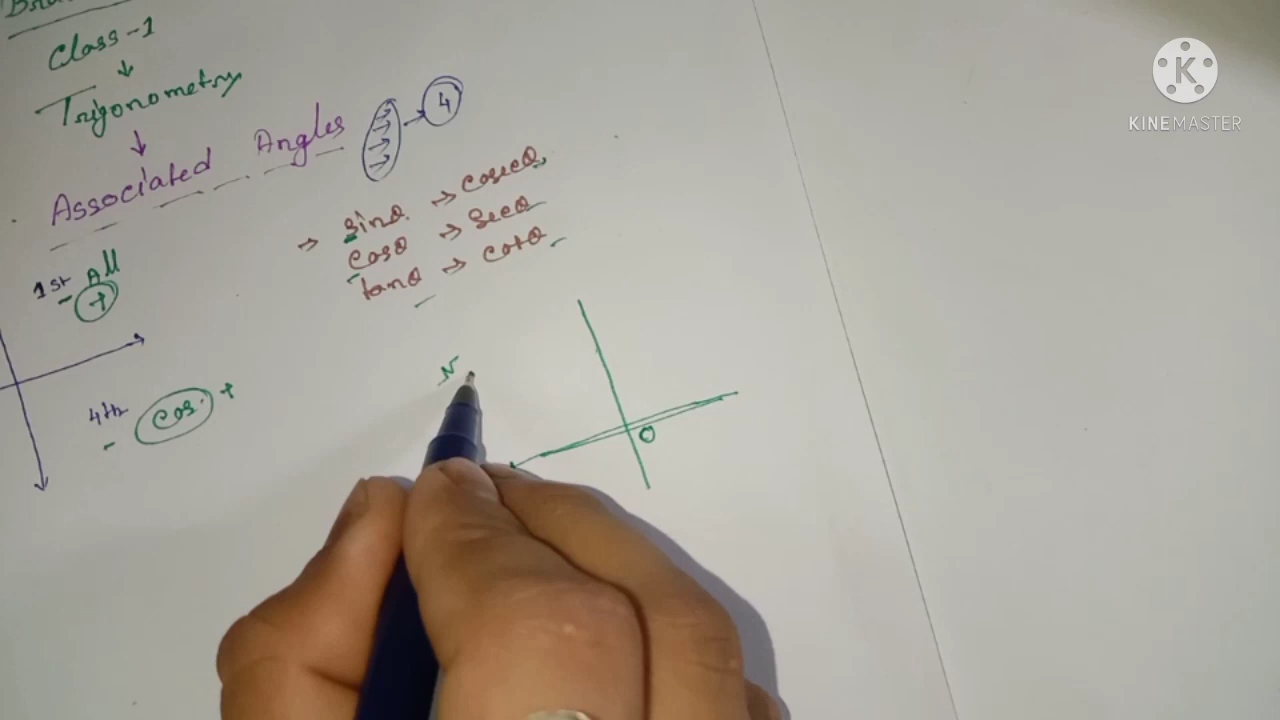 Class-1
Trigonometry
Associated Angles
4
sinθ → cosecθ
cosθ → secθ
tanθ → cotθ
1st All
+
4th cos +
O
N
K
KINEMASTER